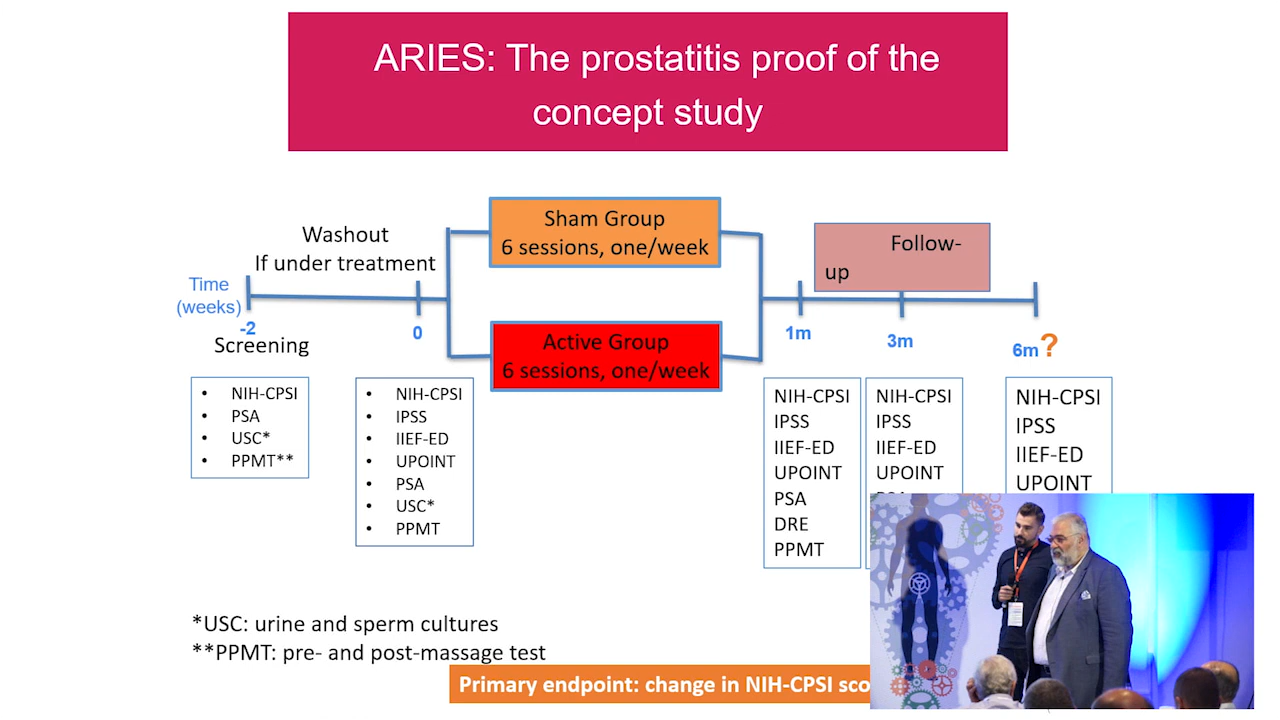 ARIES: The prostatitis proof of the
concept study
Washout
If under treatment
Sham Group
6 sessions, one/week
Follow-
up
Time
(weeks)
-2
0
1m
3m
6m?
Screening
Active Group
6 sessions, one/week
• NIH-CPSI
• PSA
• USC*
• PPMT**
• NIH-CPSI
• IPSS
• IIEF-ED
• UPOINT
• PSA
• USC*
• PPMT
NIH-CPSI
IPSS
IIEF-ED
UPOINT
PSA
DRE
PPMT
NIH-CPSI
IPSS
IIEF-ED
UPOINT
NIH-CPSI
IPSS
IIEF-ED
UPOINT
*USC: urine and sperm cultures
**PPMT: pre- and post-massage test
Primary endpoint: change in NIH-CPSI sco